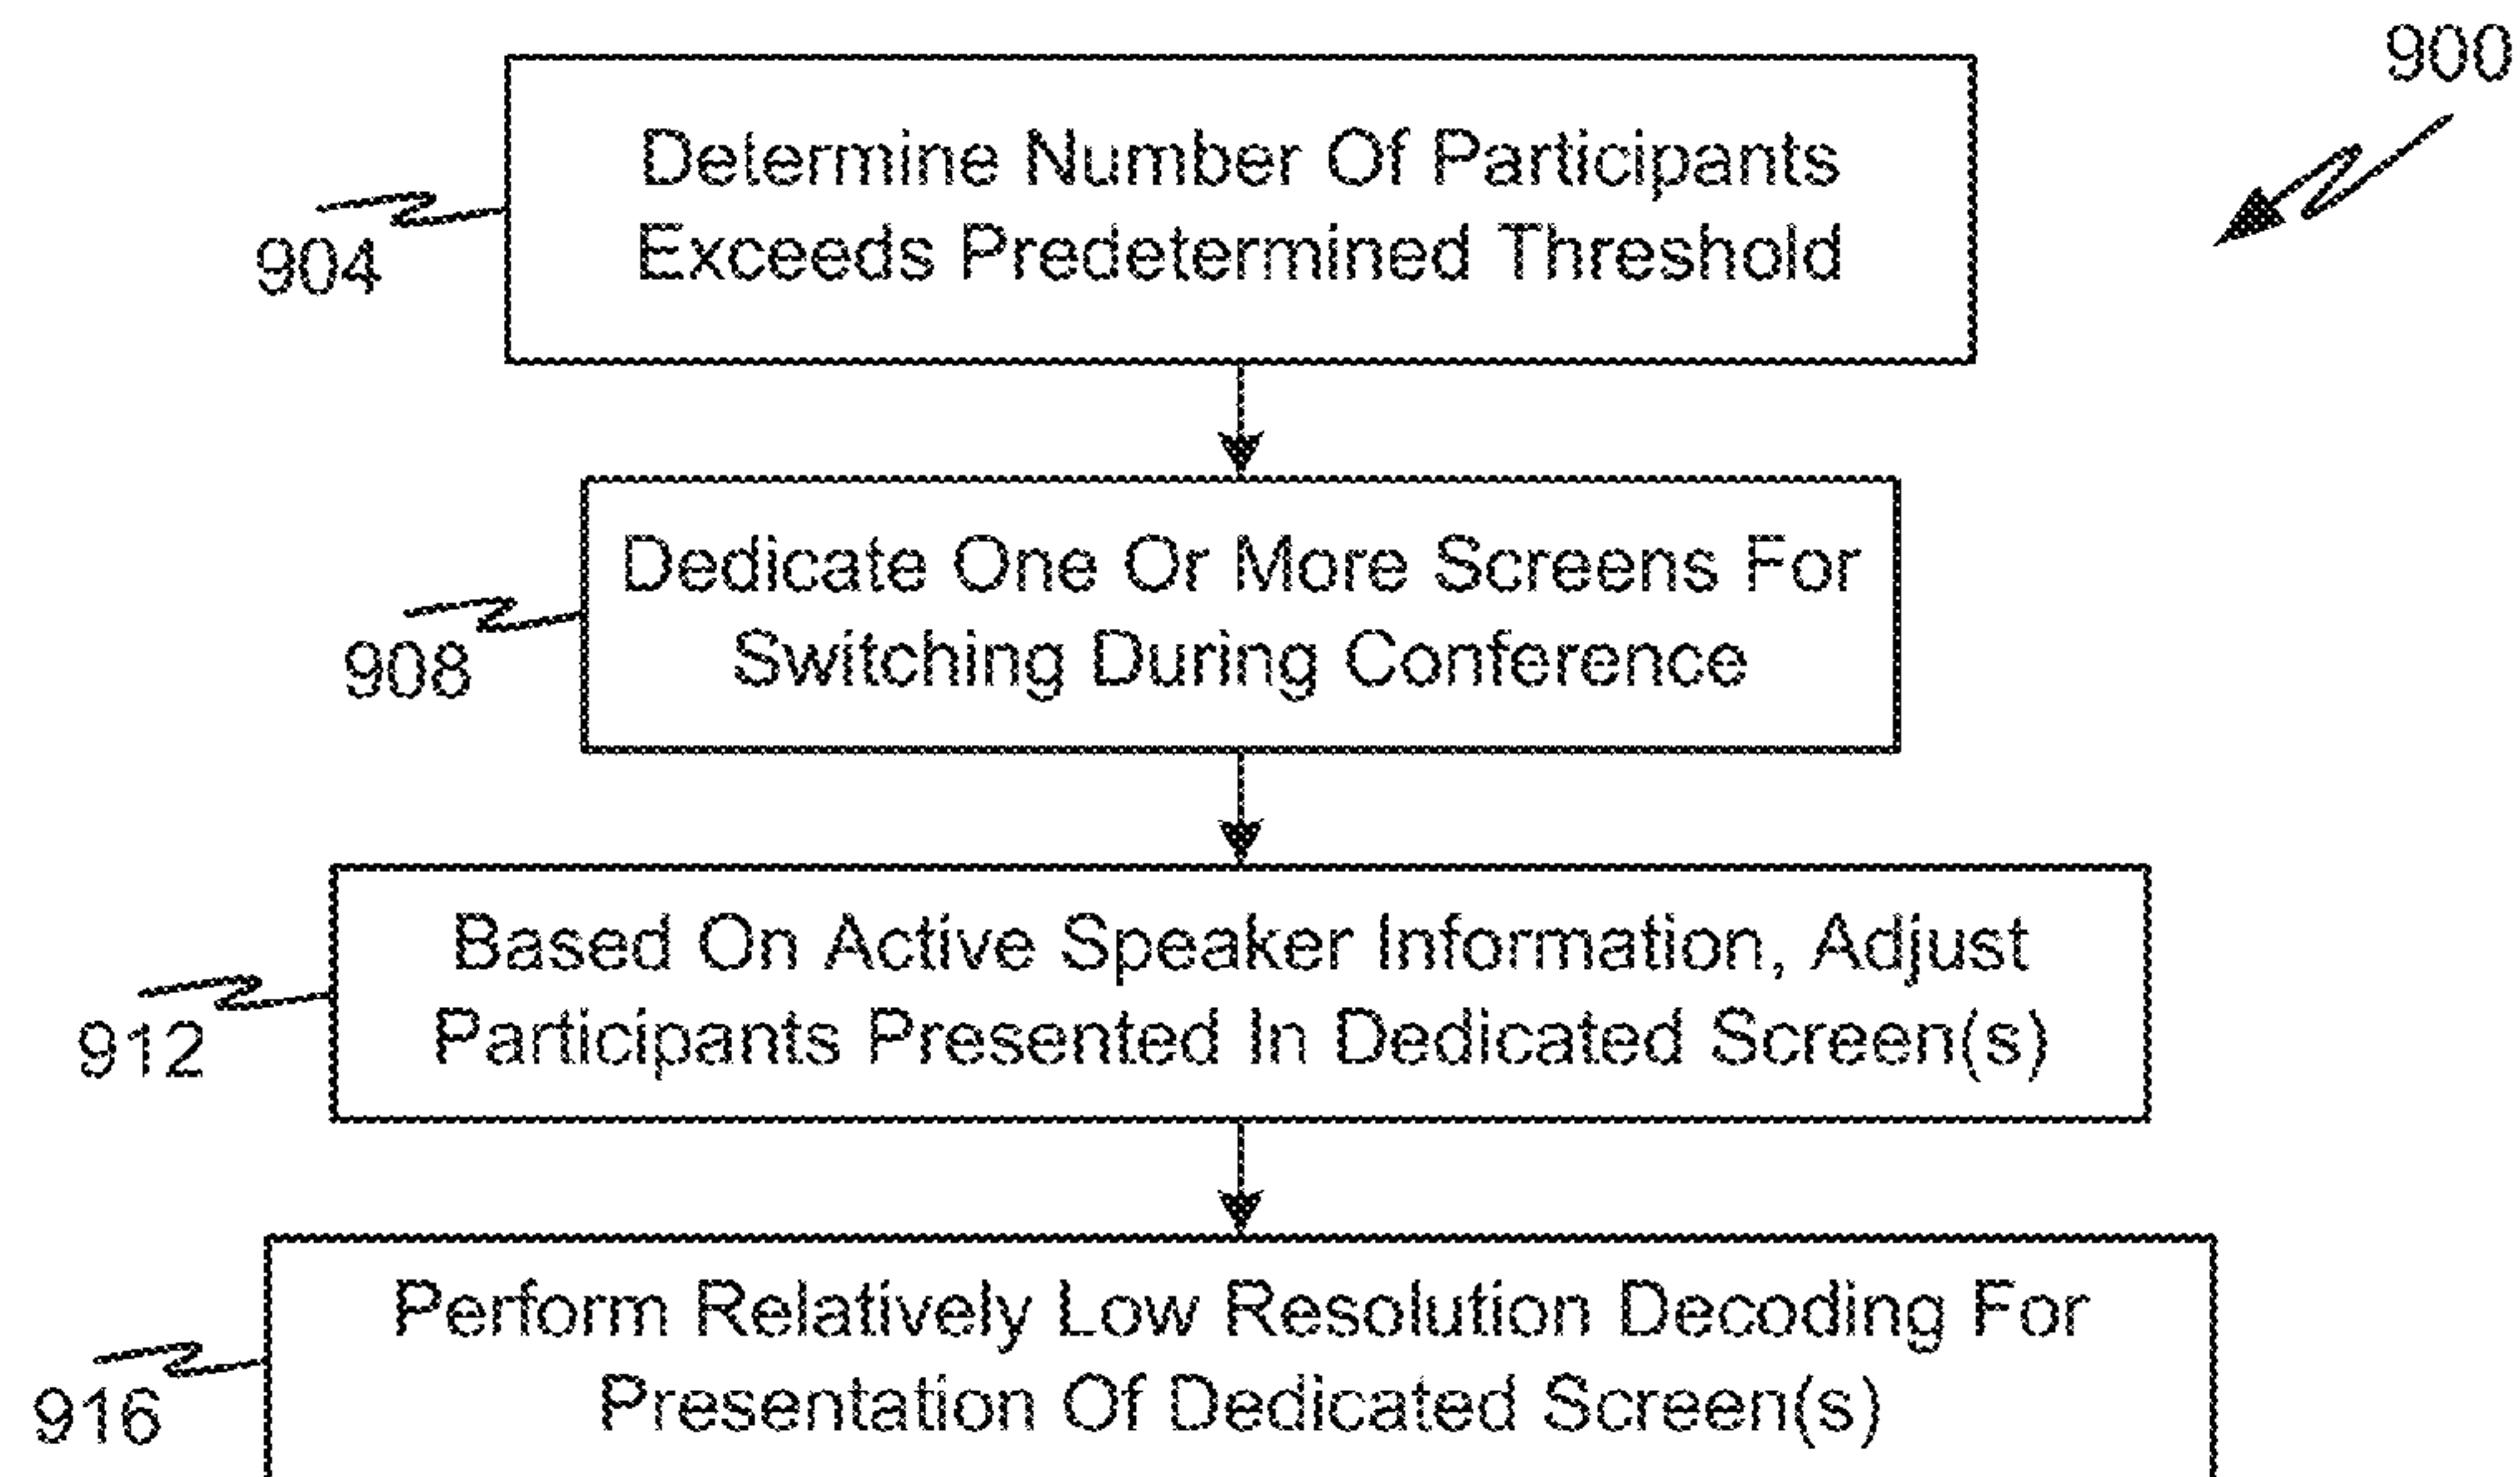 900
Determine Number Of Participants
Exceeds Predetermined Threshold
904
Dedicate One Or More Screens For
Switching During Conference
908
Based On Active Speaker Information, Adjust
Participants Presented In Dedicated Screen(s)
912
Perform Relatively Low Resolution Decoding For
Presentation Of Dedicated Screen(s)
916